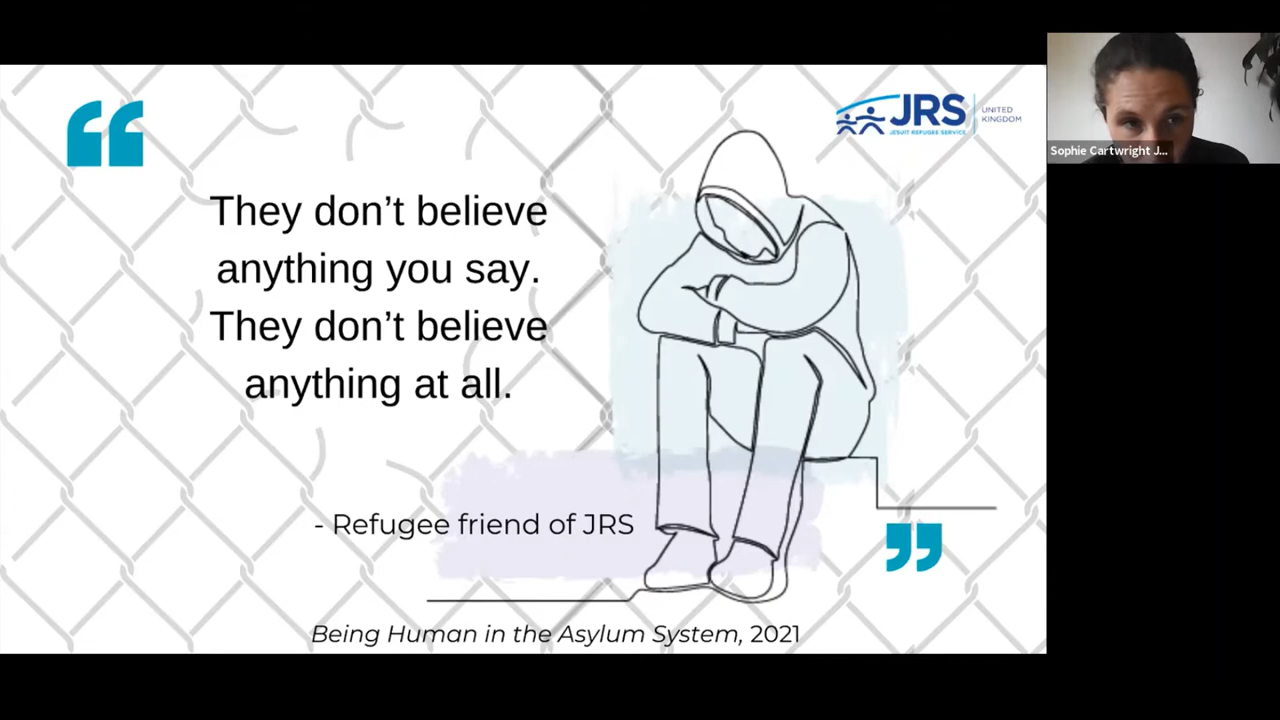 “
They don’t believe
anything you say.
They don’t believe
anything at all.
- Refugee friend of JRS
”
Being Human in the Asylum System, 2021
JRS
JESUIT REFUGEE SERVICE
UNITED
KINGDOM
Sophie Cartwright J...